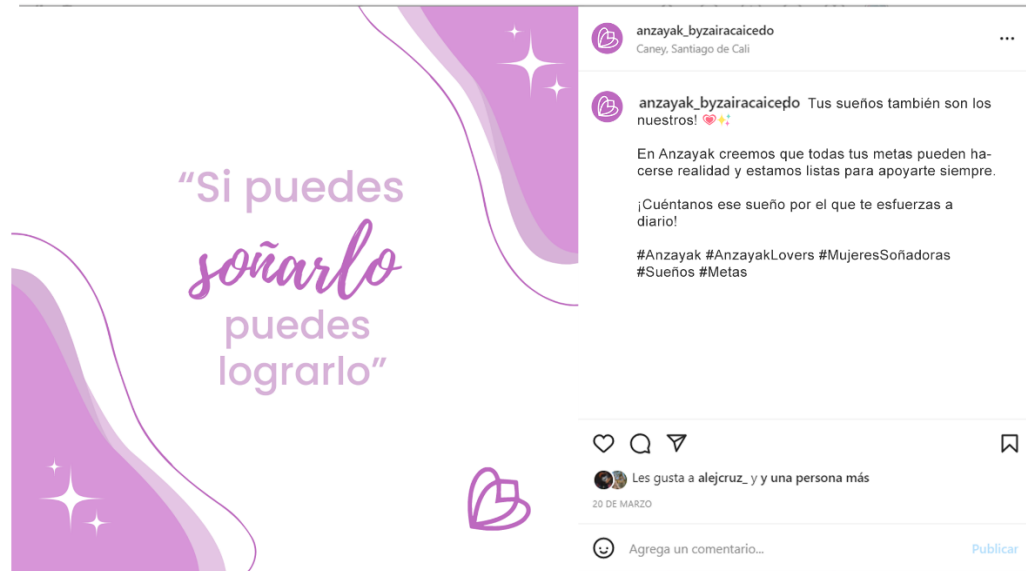 “Si puedes
soñarlo
puedes
lograrlo”
anzayak_byzairacaicedo
Caney, Santiago de Cali
anzayak_byzairacaicedo Tus sueños también son los
nuestros! 💗✨
En Anzayak creemos que todas tus metas pueden ha-
cerse realidad y estamos listas para apoyarte siempre.
¡Cuéntanos ese sueño por el que te esfuerzas a
diario!
#Anzayak #AnzayakLovers #MujeresSoñadoras
#Sueños #Metas
Les gusta a alejcruz_ y y una persona más
20 DE MARZO
Agrega un comentario... Publicar